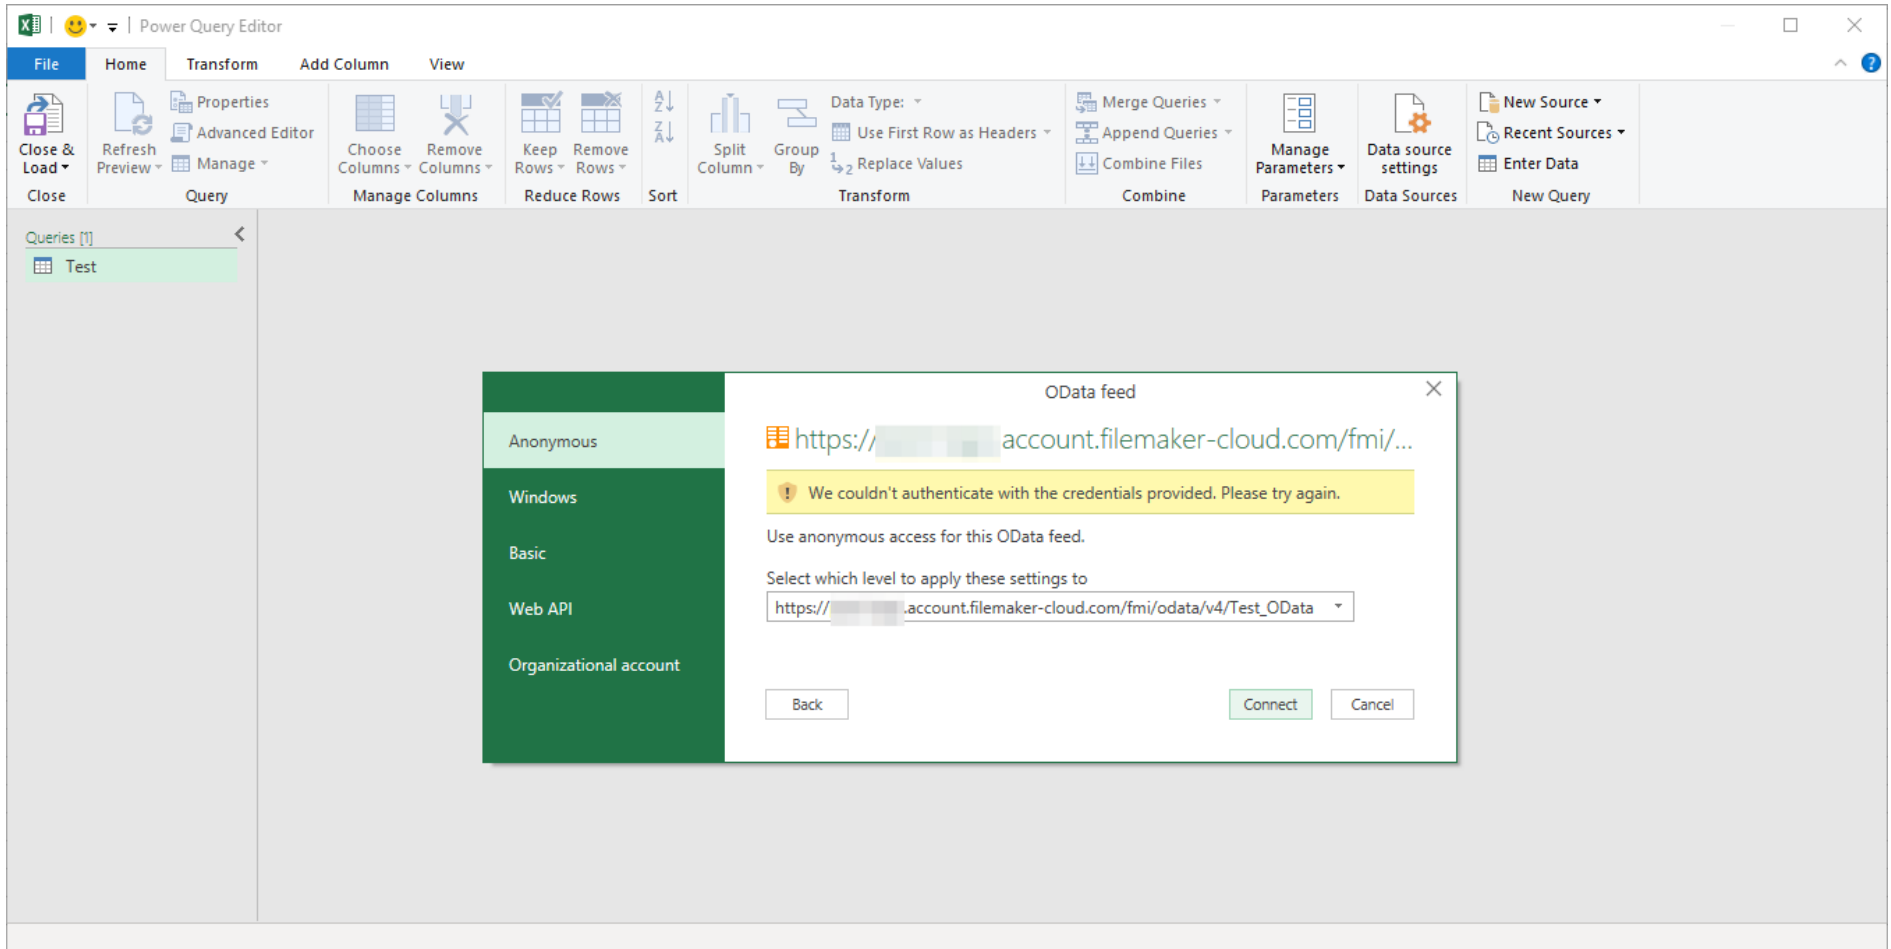 Power Query Editor
File Home Transform Add Column View
Close & Load
Close
Refresh Preview
Properties
Advanced Editor
Manage
Query
Choose Columns
Remove Columns
Manage Columns
Keep Rows
Remove Rows
Reduce Rows
Sort
Split Column
Group By
Data Type:
Use First Row as Headers
Replace Values
Transform
Merge Queries
Append Queries
Combine Files
Combine
Manage Parameters
Parameters
Data source settings
Data Sources
New Source
Recent Sources
Enter Data
New Query
Queries [1]
Test
OData feed
Anonymous
Windows
Basic
Web API
Organizational account
https:// account.filemaker-cloud.com/fmi/...
We couldn't authenticate with the credentials provided. Please try again.
Use anonymous access for this OData feed.
Select which level to apply these settings to
https:// .account.filemaker-cloud.com/fmi/odata/v4/Test_OData
Back Connect Cancel